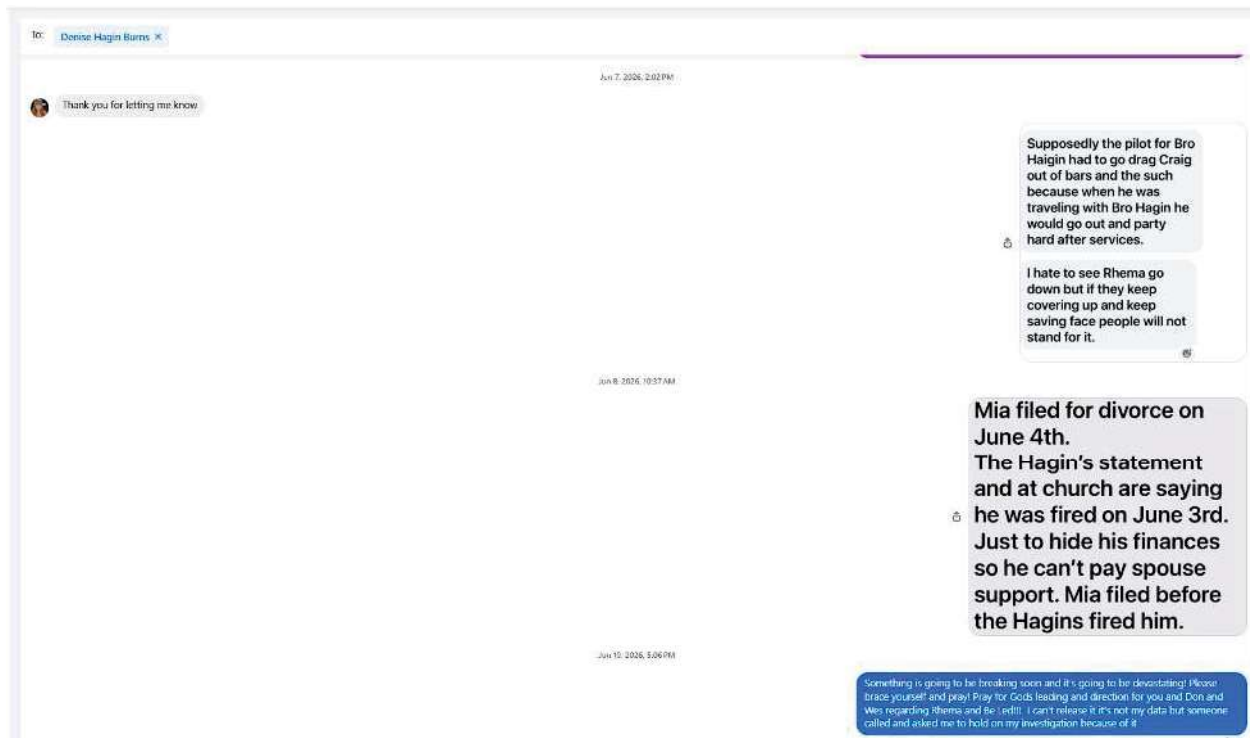 To: Denise Hagin Burns ×
Jun 7, 2026, 2:02 PM
Thank you for letting me know
Supposedly the pilot for Bro
Haigin had to go drag Craig
out of bars and the such
because when he was
traveling with Bro Hagin he
would go out and party
hard after services.
I hate to see Rhema go
down but if they keep
covering up and keep
saving face people will not
stand for it.
Jun 8, 2026, 10:37 AM
Mia filed for divorce on
June 4th.
The Hagin's statement
and at church are saying
he was fired on June 3rd.
Just to hide his finances
so he can't pay spouse
support. Mia filed before
the Hagins fired him.
Jun 10, 2026, 5:06 PM
Something is going to be breaking soon and it's going to be devastating! Please
brace yourself and pray! Pray for Gods leading and direction for you and Don and
Wes regarding Rhema and Be Led!!! I can't release it it's not my data but someone
called and asked me to hold on my investigation because of it